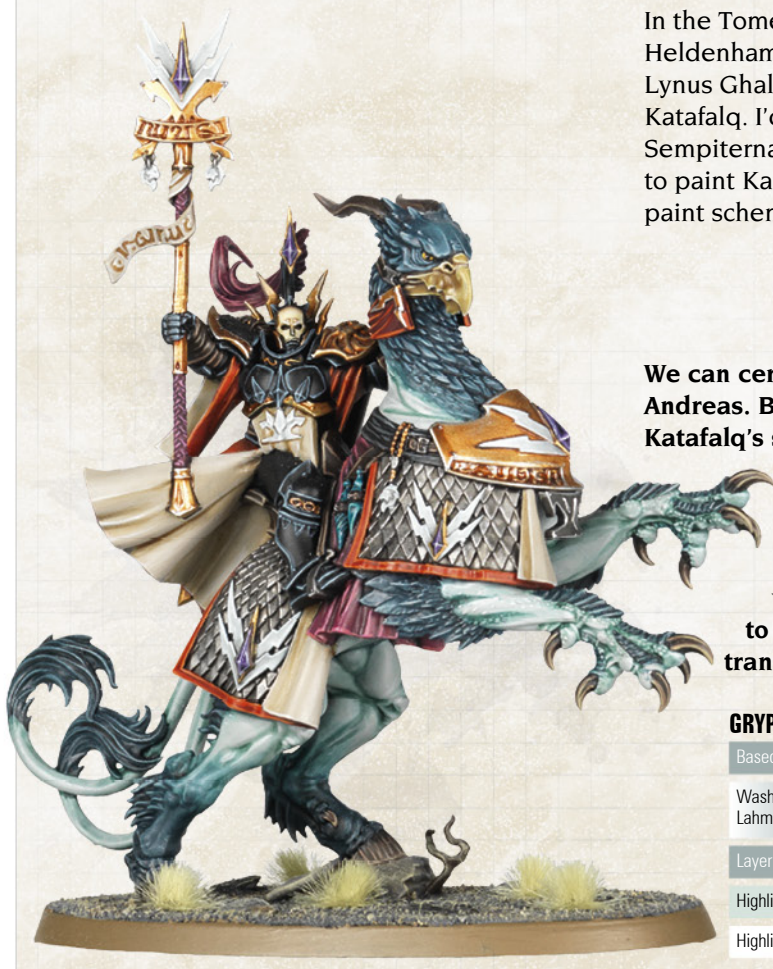 In the Tome
Heldenham
Lynus Ghal
Katafalq. I'
Sempiterna
to paint Ka
paint scher
We can cer
Andreas. B
Katafalq's
to
tran
GRYP
Based
Wash
Lahm
Layer
Highli
Highli